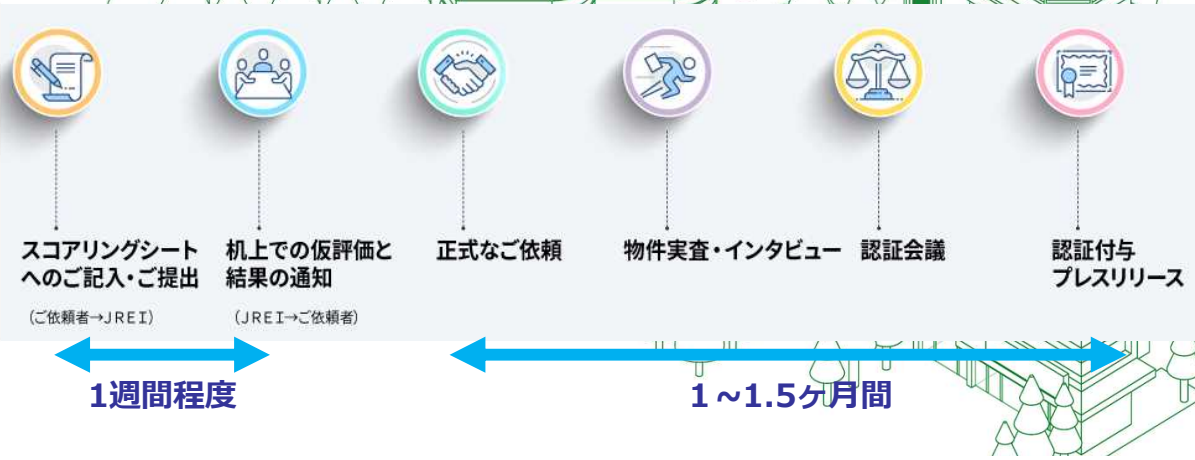 スコアリングシート
へのご記入・ご提出
（ご依頼者→ＪＲＥＩ）
机上での仮評価と
結果の通知
（ＪＲＥＩ→ご依頼者）
正式なご依頼
物件実査・インタビュー
認証会議
認証付与
プレスリリース
1週間程度
１~1.5ヶ月間